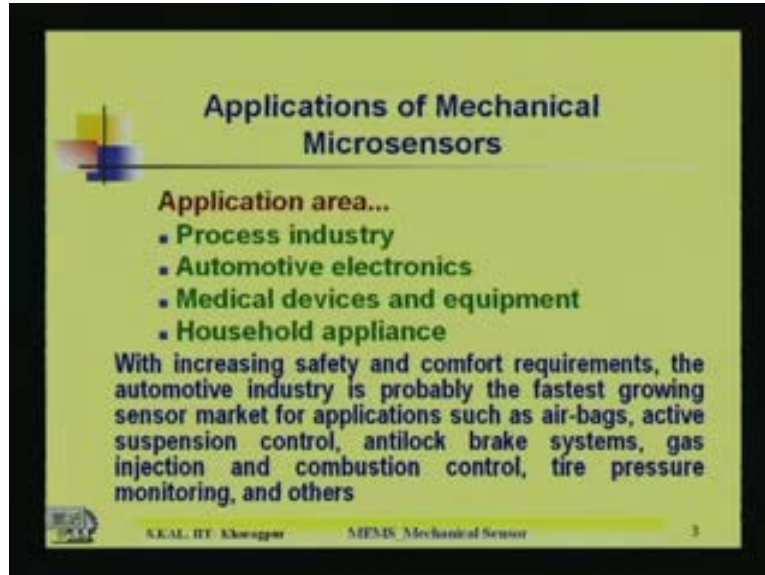 Applications of Mechanical
Microsensors
Application area...
Process industry
Automotive electronics
Medical devices and equipment
Household appliance
With increasing safety and comfort requirements, the
automotive industry is probably the fastest growing
sensor market for applications such as air-bags, active
suspension control, antilock brake systems, gas
injection and combustion control, tire pressure
monitoring, and others
S.KAL, IIT- Kharagpur MEMS_Mechanical Sensor 3